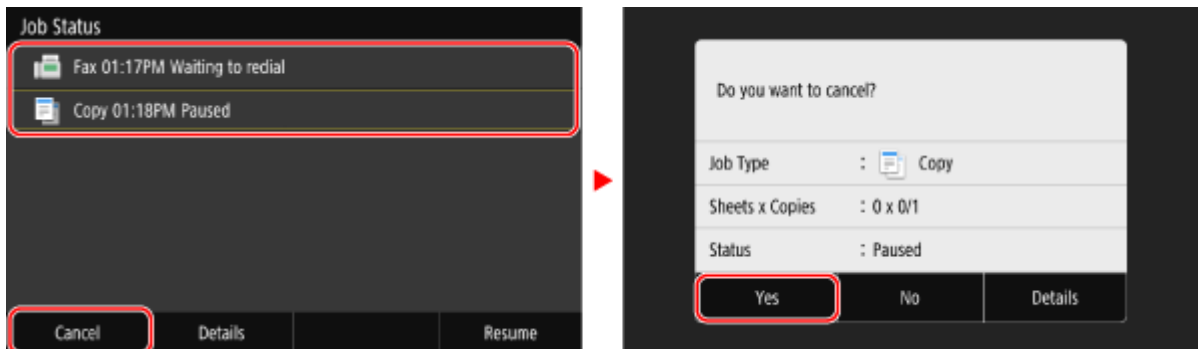 Job Status
Fax 01:17PM Waiting to redial
Copy 01:18PM Paused
Cancel Details Resume
Do you want to cancel?
Job Type : Copy
Sheets x Copies : 0 x 0/1
Status : Paused
Yes No Details